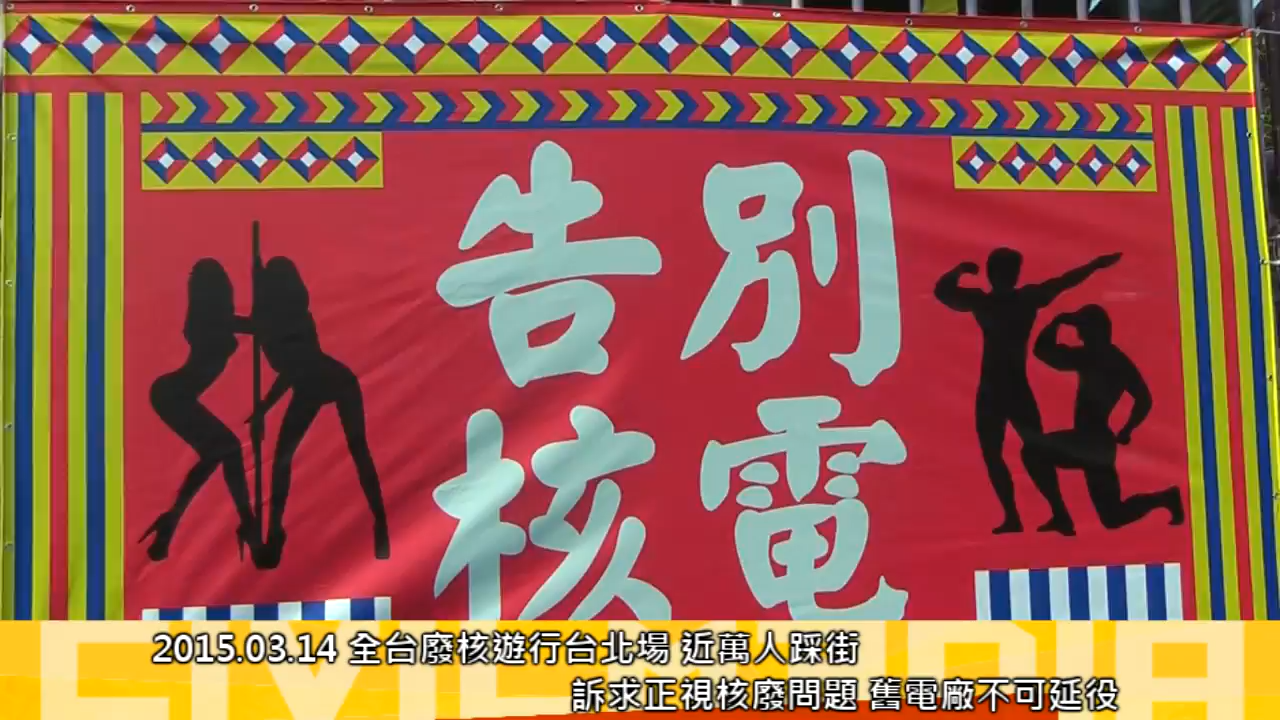 告別
核電
2015.03.14 全台廢核遊行台北場 近萬人踩街
訴求正視核廢問題 舊電廠不可延役